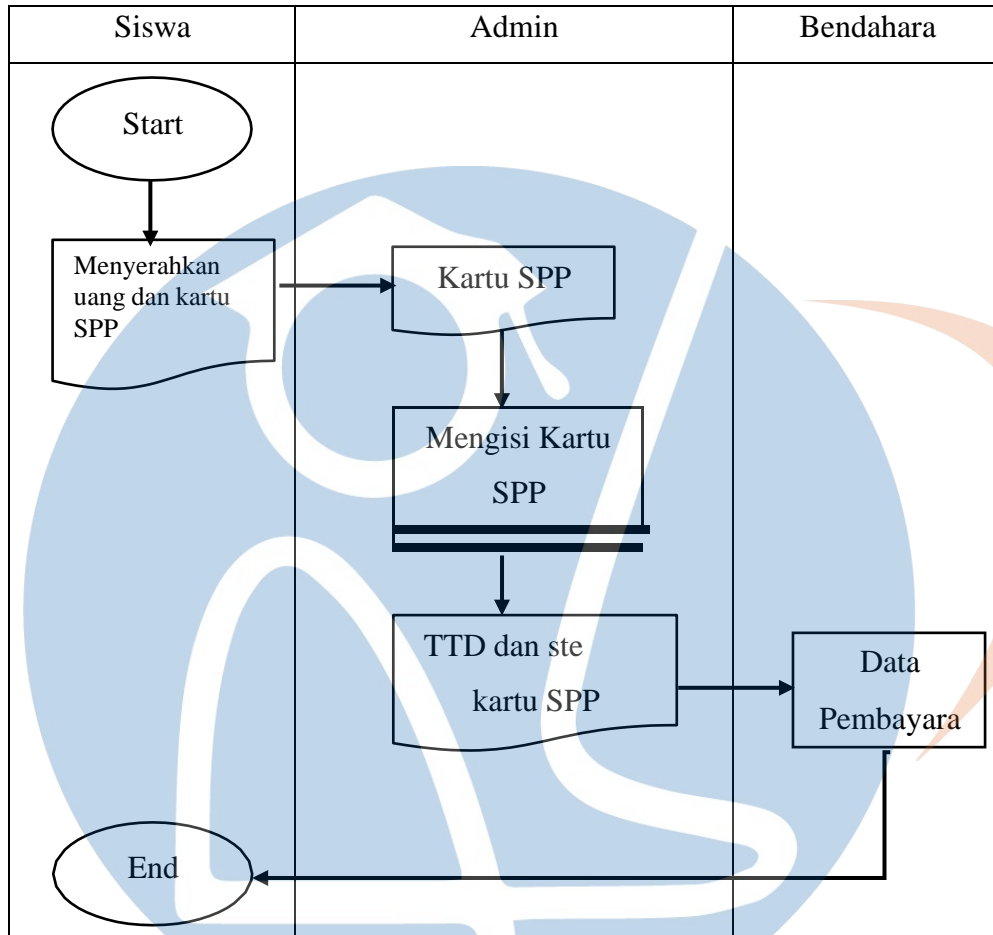 Siswa
Admin
Bendahara
Start
Menyerahkan
uang dan kartu
SPP
Kartu SPP
Mengisi Kartu
SPP
TTD dan ste
kartu SPP
Data
Pembayara
End